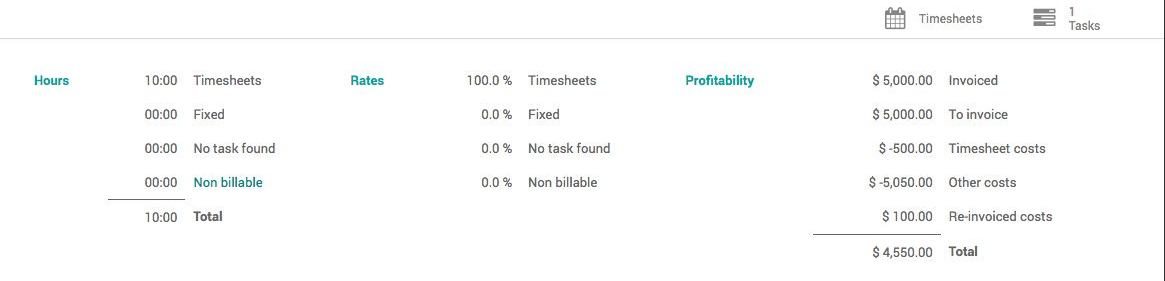 Timesheets
1
Tasks
Hours 10:00 Timesheets Rates 100.0 % Timesheets Profitability $ 5,000.00 Invoiced
00:00 Fixed 0.0 % Fixed $ 5,000.00 To invoice
00:00 No task found 0.0 % No task found $ -500.00 Timesheet costs
00:00 Non billable 0.0 % Non billable $ -5,050.00 Other costs
10:00 Total $ 100.00 Re-invoiced costs
$ 4,550.00 Total